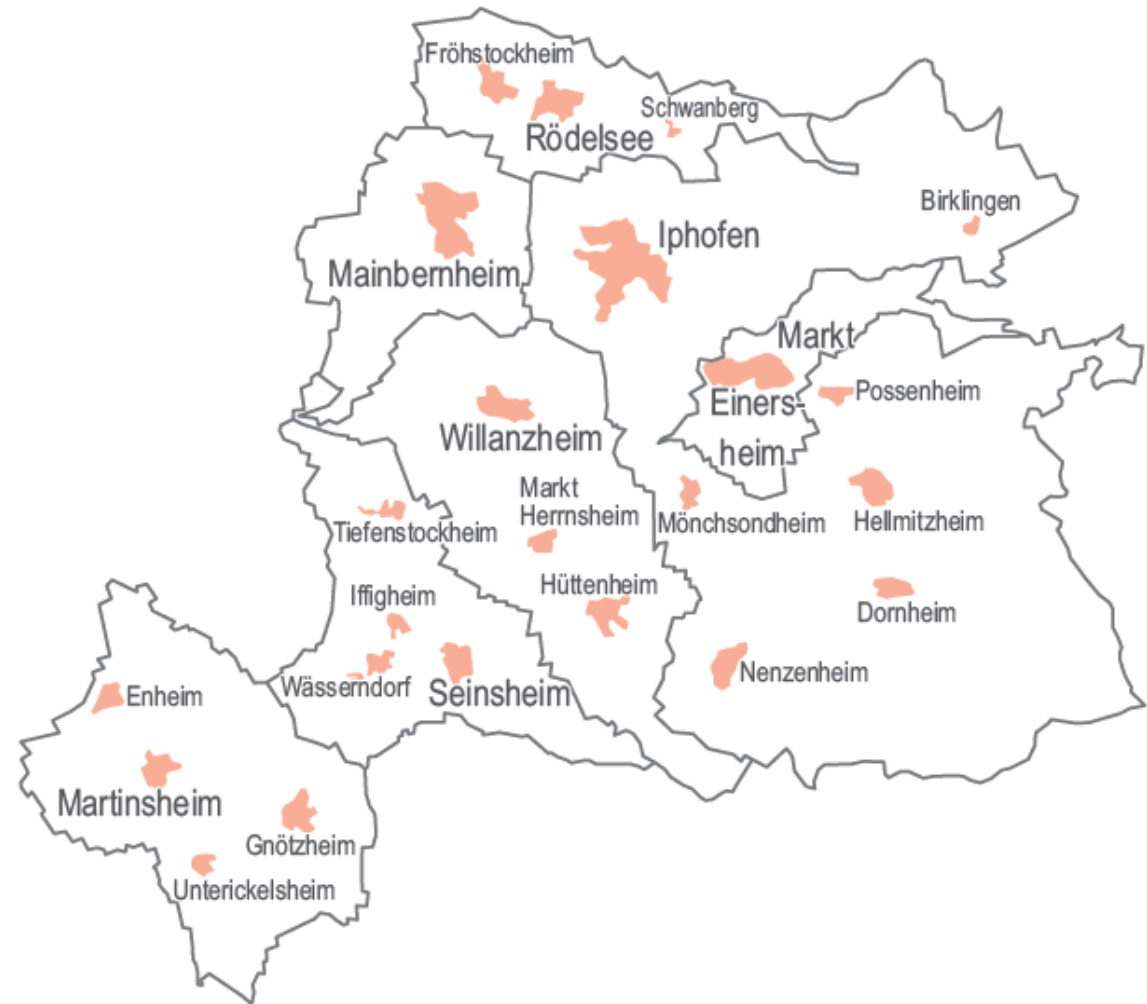 Fröhstockheim
Schwanberg
Rödelsee
Birklingen
Iphofen
Mainbernheim
Markt
Einers-
heim
Possenheim
Willanzheim
Markt
Herrnsheim
Mönchsondheim
Hellmitzheim
Tiefenstockheim
Hüttenheim
Iffigheim
Dornheim
Nenzenheim
Wässerndorf
Seinsheim
Enheim
Martinsheim
Gnötzheim
Unterickelsheim